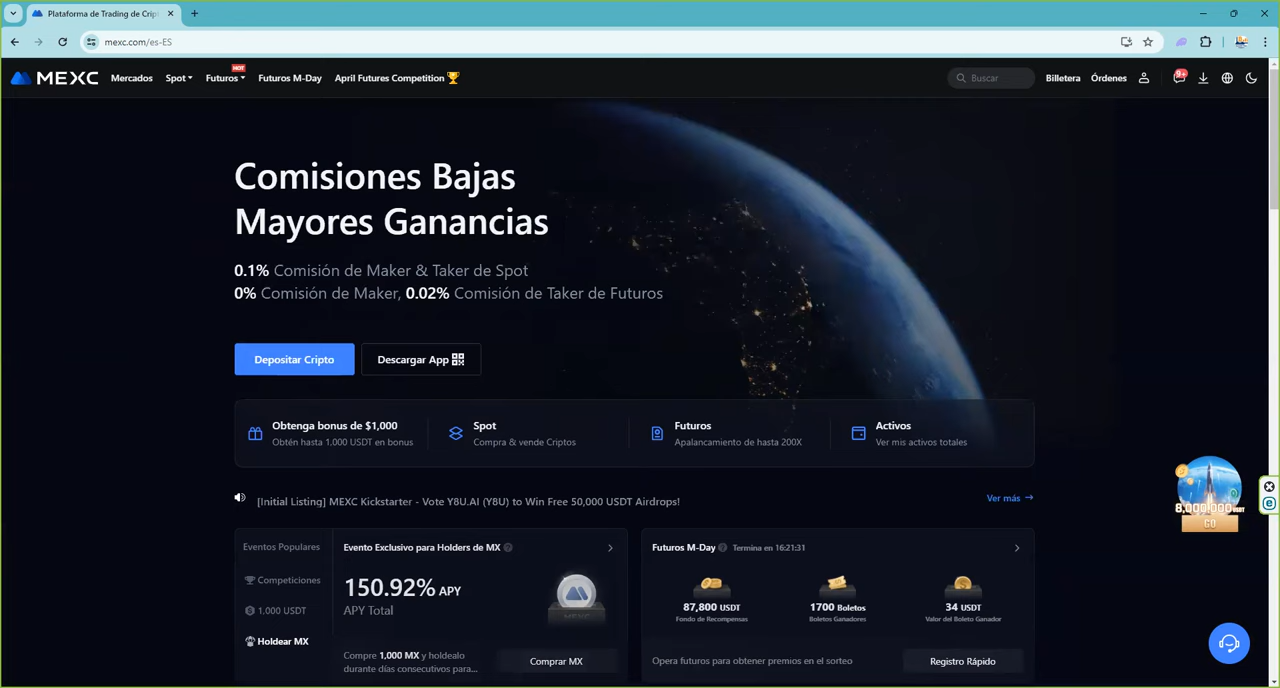 Plataforma de Trading de Crip
mexc.com/es-ES
MEXC
Mercados
Spot
Futuros
HOT
Futuros M-Day
April Futures Competition
Buscar
Billetera
Órdenes
9+
Comisiones Bajas
Mayores Ganancias
0.1% Comisión de Maker & Taker de Spot
0% Comisión de Maker, 0.02% Comisión de Taker de Futuros
Depositar Cripto
Descargar App
Obtenga bonus de $1,000
Obtén hasta 1.000 USDT en bonus
Spot
Compra & vende Criptos
Futuros
Apalancamiento de hasta 200X
Activos
Ver mis activos totales
[Initial Listing] MEXC Kickstarter - Vote Y8U.AI (Y8U) to Win Free 50,000 USDT Airdrops!
Ver más
8,000,000 USDT
GO
Eventos Populares
Competiciones
1,000 USDT
Holdear MX
Evento Exclusivo para Holders de MX
150.92% APY
APY Total
MEXC
Compre 1,000 MX y holdealo
durante días consecutivos para...
Comprar MX
Futuros M-Day
Termina en 16:21:31
87,800 USDT
Fondo de Recompensas
1700 Boletos
Boletos Ganadores
34 USDT
Valor del Boleto Ganador
Opera futuros para obtener premios en el sorteo
Registro Rápido